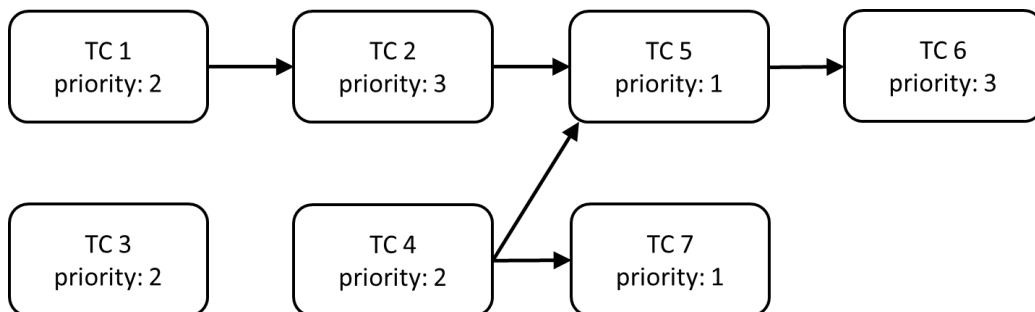 TC 1
priority: 2
TC 2
priority: 3
TC 5
priority: 1
TC 6
priority: 3
TC 3
priority: 2
TC 4
priority: 2
TC 7
priority: 1